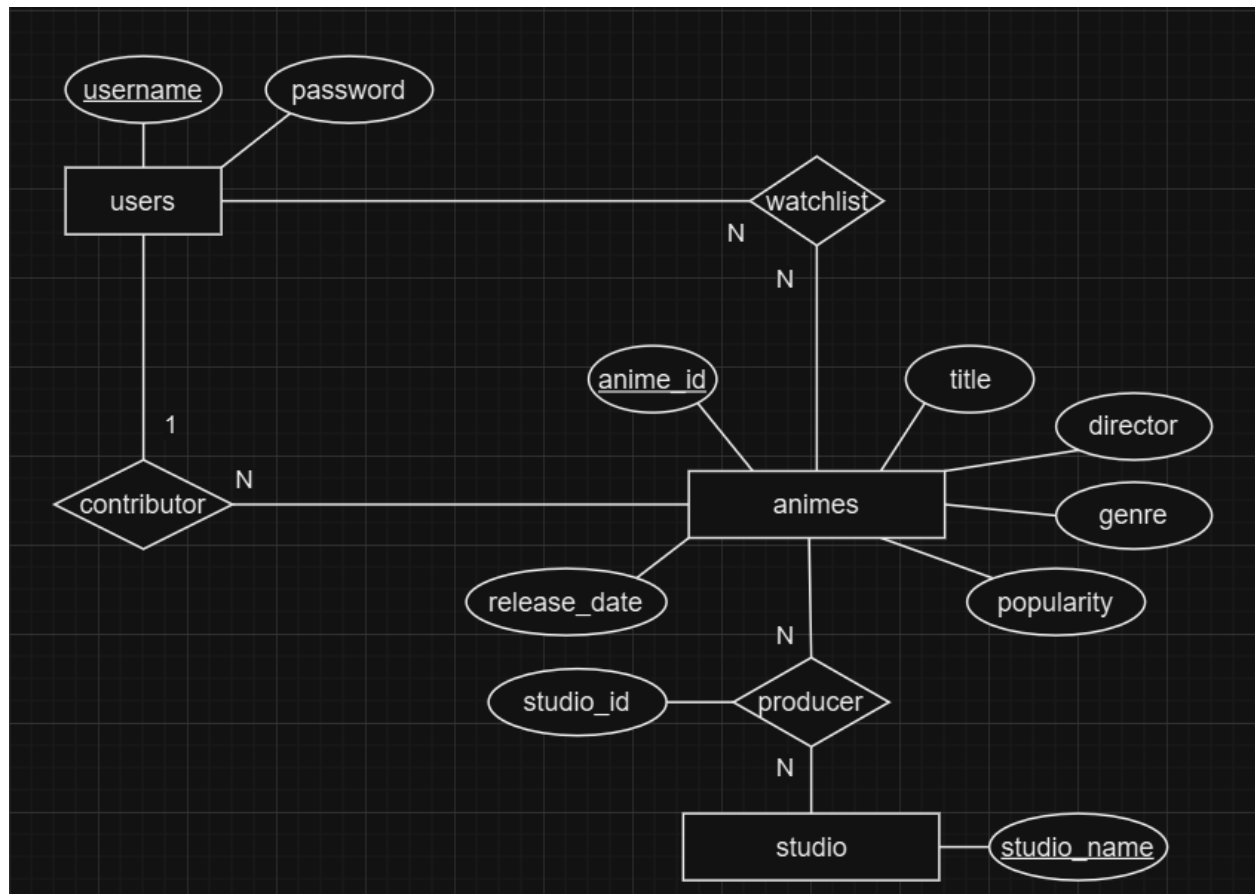 username
password
users
watchlist
N
N
anime_id
title
director
1
N
contributor
animes
genre
release_date
popularity
N
studio_id
producer
N
studio
studio_name